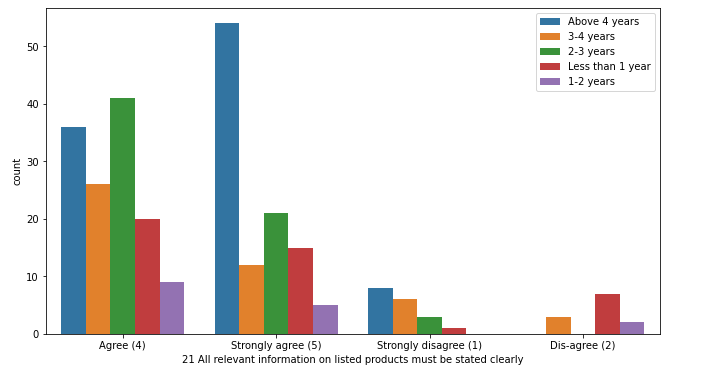 Above 4 years
3-4 years
2-3 years
Less than 1 year
1-2 years
50
40
30
20
10
0
count
Agree (4)
Strongly agree (5)
Strongly disagree (1)
Dis-agree (2)
21 All relevant information on listed products must be stated clearly